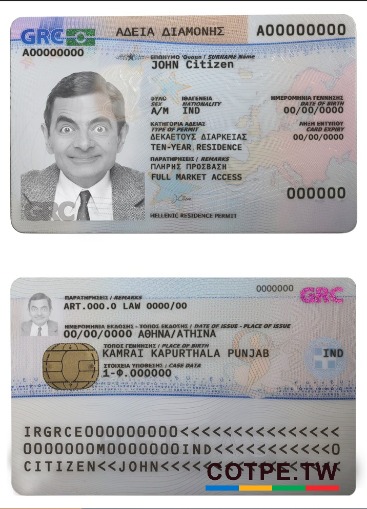 GRC ΑΔΕΙΑ ΔΙΑΜΟΝΗΣ A00000000
A00000000
ΕΠΩΝΥΜΟ Όνομα / SURNAME Name
JOHN Citizen
ΦΥΛΟ ΙΘΑΓΕΝΕΙΑ ΗΜΕΡΟΜΗΝΙΑ ΓΕΝΝΗΣΗΣ
SEX NATIONALITY DATE OF BIRTH
A/M IND 00/00/0000
ΚΑΤΗΓΟΡΙΑ ΑΔΕΙΑΣ ΛΗΞΗ ΕΝΤΥΠΟΥ
TYPE OF PERMIT CARD EXPIRY
ΔΕΚΑΕΤΟΥΣ ΔΙΑΡΚΕΙΑΣ 00/00/0000
TEN-YEAR RESIDENCE
ΠΑΡΑΤΗΡΗΣΕΙΣ / REMARKS
ΠΛΗΡΗΣ ΠΡΟΣΒΑΣΗ
FULL MARKET ACCESS
000000
GRC
HELLENIC RESIDENCE PERMIT
0000000 GRC
ΠΑΡΑΤΗΡΗΣΕΙΣ / REMARKS
ART.000.0 LAW 0000/00
ΗΜΕΡΟΜΗΝΙΑ ΕΚΔΟΣΗΣ - ΤΟΠΟΣ ΕΚΔΟΣΗΣ / DATE OF ISSUE - PLACE OF ISSUE
00/00/0000 ΑΘΗΝΑ/ATHINA
ΤΟΠΟΣ ΓΕΝΝΗΣΗΣ / PLACE OF BIRTH
KAMRAI KAPURTHALA PUNJAB IND
ΣΤΟΙΧΕΙΑ ΥΠΟΘΕΣΗΣ / CASE DATA
1-Φ.000000
IRGRCE00000000<<<<<<<<<<<<<<<
0000000M0000000IND<<<<<<<<<<<0
CITIZEN<<JOHN<<<<<<<<<<<<<<<<<
COTPE.TW